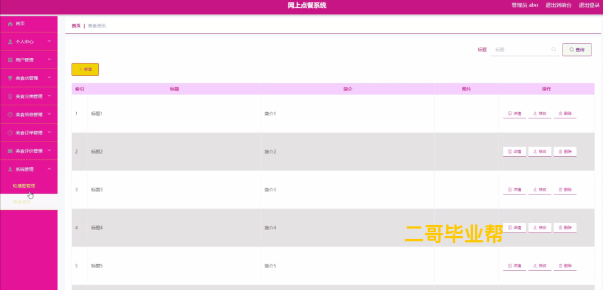 网上点餐系统
管理员 abo 退出到前台 退出登录
首页
个人中心
用户管理
美食店管理
美食分类管理
美食信息管理
美食订单管理
美食评价管理
系统管理
轮播图管理
首页 | 美食资讯
标题 标题 查询
+ 新增
索引 标题 简介 图片 操作
1 标题1 简介1 详情 修改 删除
2 标题2 简介2 详情 修改 删除
3 标题3 简介3 详情 修改 删除
4 标题4 简介4 详情 修改 删除
5 标题5 简介5 详情 修改 删除
二哥毕业帮